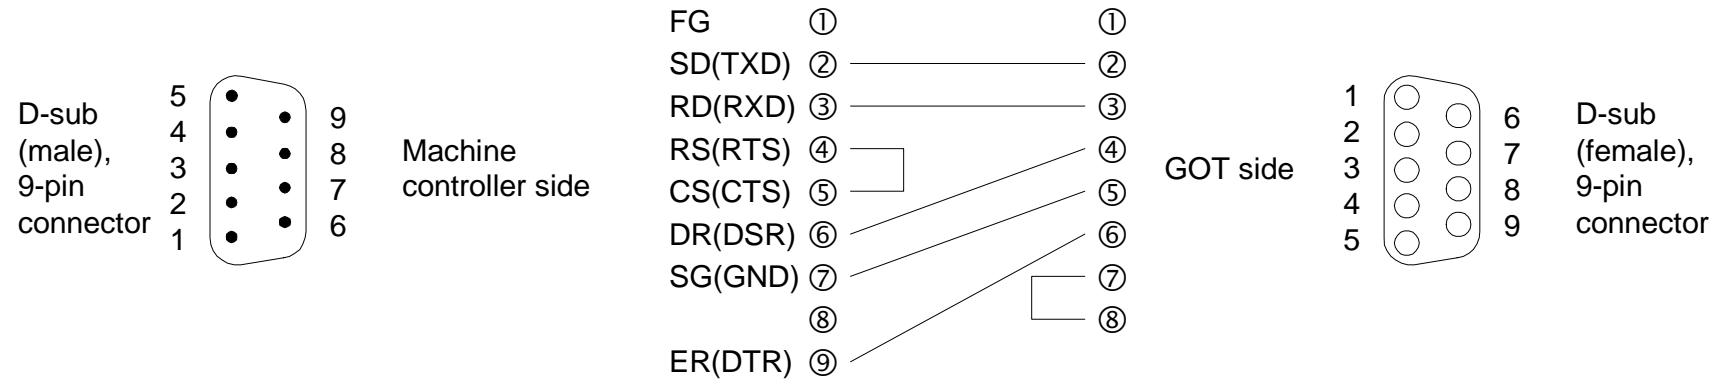 D-sub
(male),
9-pin
connector
5
4
3
2
1
9
8
7
6
Machine
controller side
FG ①
SD(TXD) ②
RD(RXD) ③
RS(RTS) ④
CS(CTS) ⑤
DR(DSR) ⑥
SG(GND) ⑦
⑧
ER(DTR) ⑨
①
②
③
④
⑤
⑥
⑦
⑧
GOT side
1
2
3
4
5
6
7
8
9
D-sub
(female),
9-pin
connector